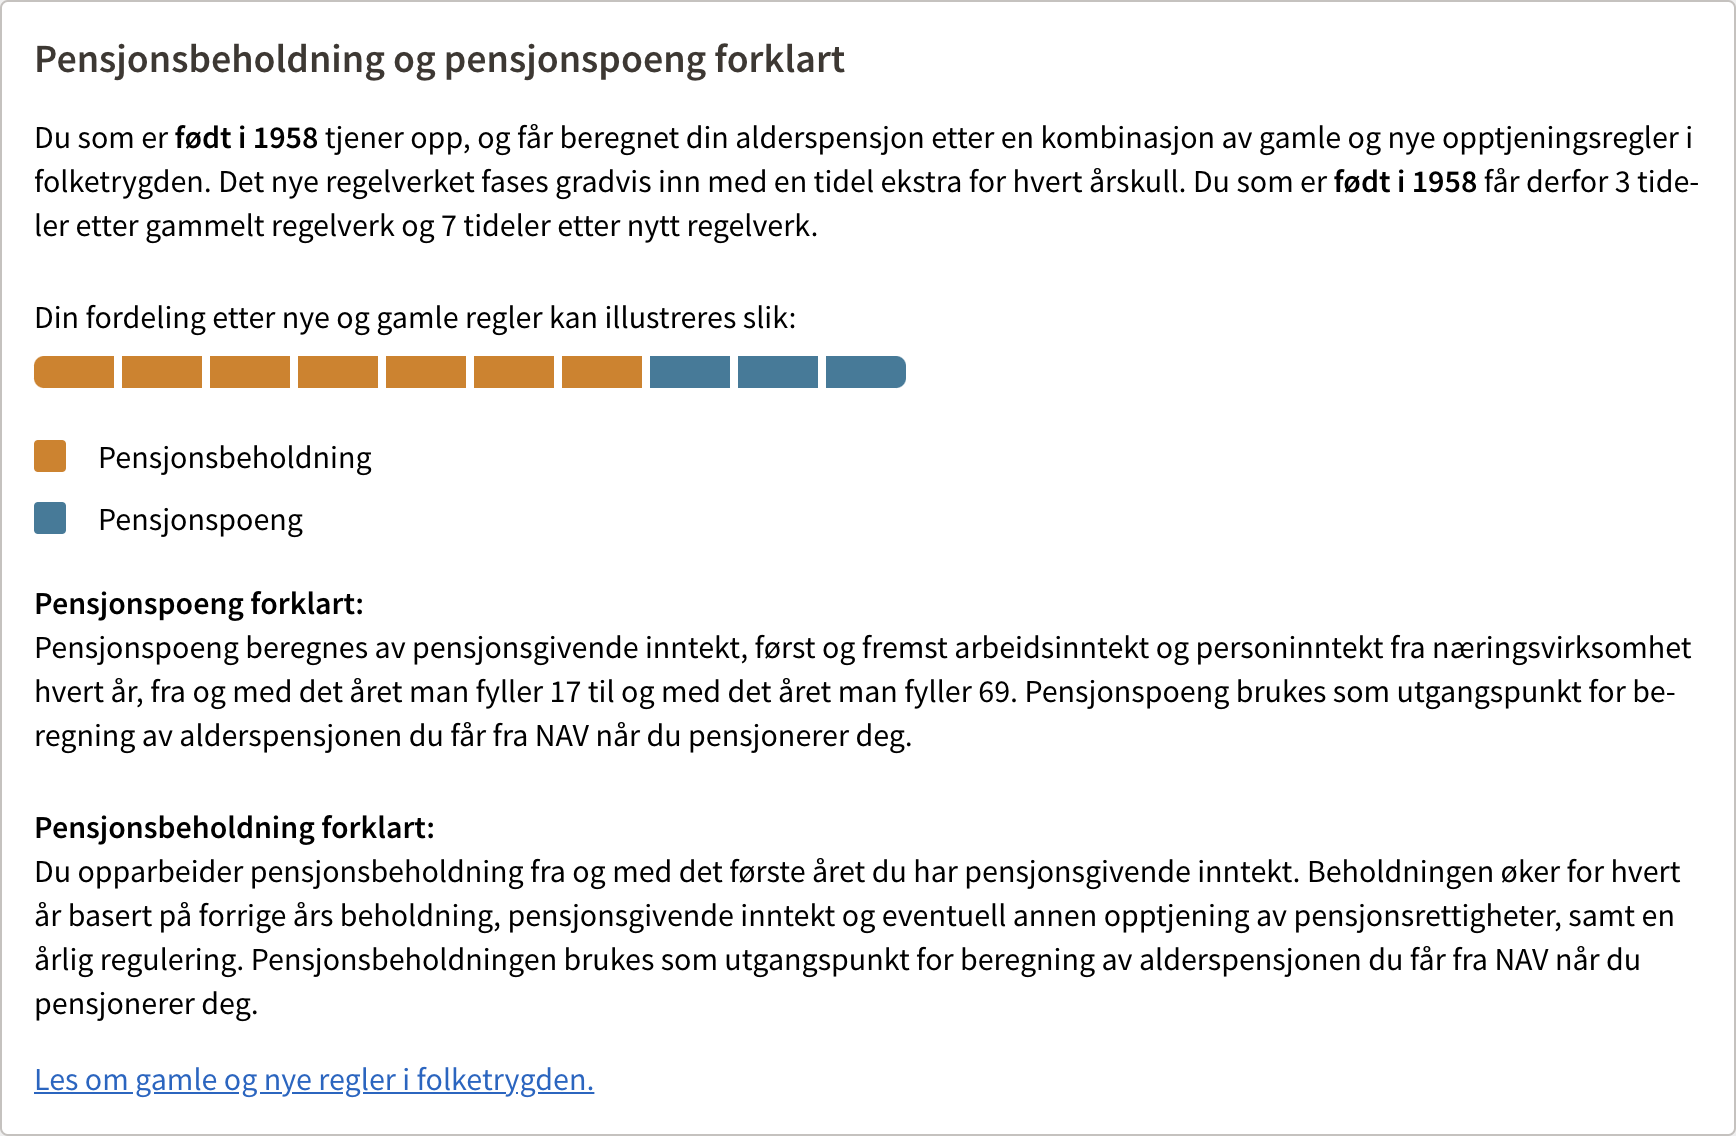 Pensjonsbeholdning og pensjonspoeng forklart
Du som er født i 1958 tjener opp, og får beregnet din alderspensjon etter en kombinasjon av gamle og nye opptjeningsregler i
folketrygden. Det nye regelverket fases gradvis inn med en tidel ekstra for hvert årskull. Du som er født i 1958 får derfor 3 tide-
ler etter gammelt regelverk og 7 tideler etter nytt regelverk.
Din fordeling etter nye og gamle regler kan illustreres slik:
Pensjonsbeholdning
Pensjonspoeng
Pensjonspoeng forklart:
Pensjonspoeng beregnes av pensjonsgivende inntekt, først og fremst arbeidsinntekt og personinntekt fra næringsvirksomhet
hvert år, fra og med det året man fyller 17 til og med det året man fyller 69. Pensjonspoeng brukes som utgangspunkt for be-
regning av alderspensjonen du får fra NAV når du pensjonerer deg.
Pensjonsbeholdning forklart:
Du opparbeider pensjonsbeholdning fra og med det første året du har pensjonsgivende inntekt. Beholdningen øker for hvert
år basert på forrige års beholdning, pensjonsgivende inntekt og eventuell annen opptjening av pensjonsrettigheter, samt en
årlig regulering. Pensjonsbeholdningen brukes som utgangspunkt for beregning av alderspensjonen du får fra NAV når du
pensjonerer deg.
Les om gamle og nye regler i folketrygden.